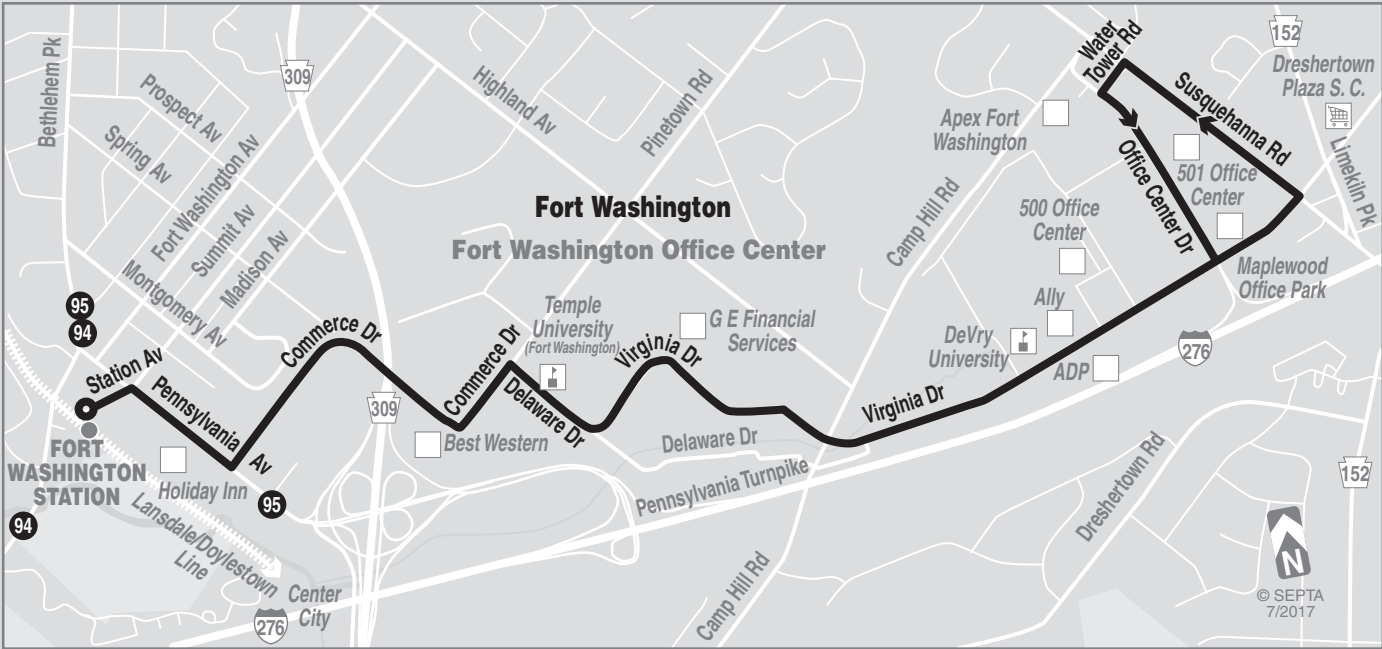 Bethlehem Pk
Prospect Av
Spring Av
Fort Washington Av
Summit Av
Madison Av
Montgomery Av
309
Highland Av
Pinetown Rd
Water
Tower Rd
152
Dreshertown
Plaza S. C.
Susquehanna Rd
Limekiln Pk
Apex Fort
Washington
Office Center Dr
501 Office
Center
500 Office
Center
Camp Hill Rd
Fort Washington
Fort Washington Office Center
Maplewood
Office Park
95
94
Station Av
Pennsylvania
Av
Commerce Dr
Commerce Dr
Temple
University
(Fort Washington)
Delaware Dr
Virginia Dr
G E Financial
Services
Ally
DeVry
University
ADP
276
309
Best Western
Virginia Dr
Delaware Dr
Pennsylvania Turnpike
FORT
WASHINGTON
STATION
Holiday Inn
95
94
Lansdale/Doylestown
Line
Center
City
276
Camp Hill Rd
Dreshertown Rd
152
N
© SEPTA
7/2017